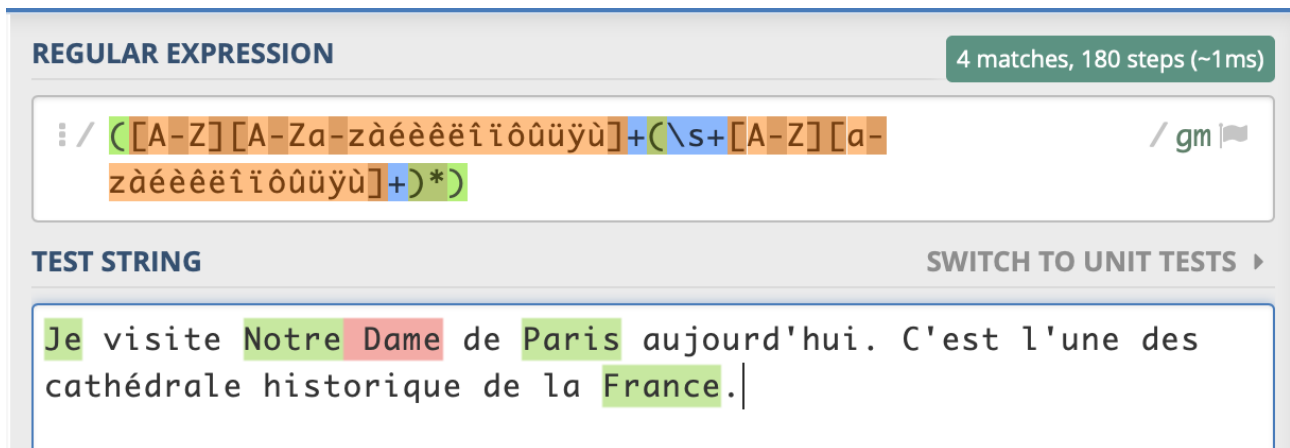 REGULAR EXPRESSION
4 matches, 180 steps (~1ms)
/ ([A-Z][A-Za-zàéèêëîïôûüÿù]+(\s+[A-Z][a-
/ gm
zàéèêëîïôûüÿù]+)*)
TEST STRING
SWITCH TO UNIT TESTS
Je visite Notre Dame de Paris aujourd'hui. C'est l'une des
cathédrale historique de la France.